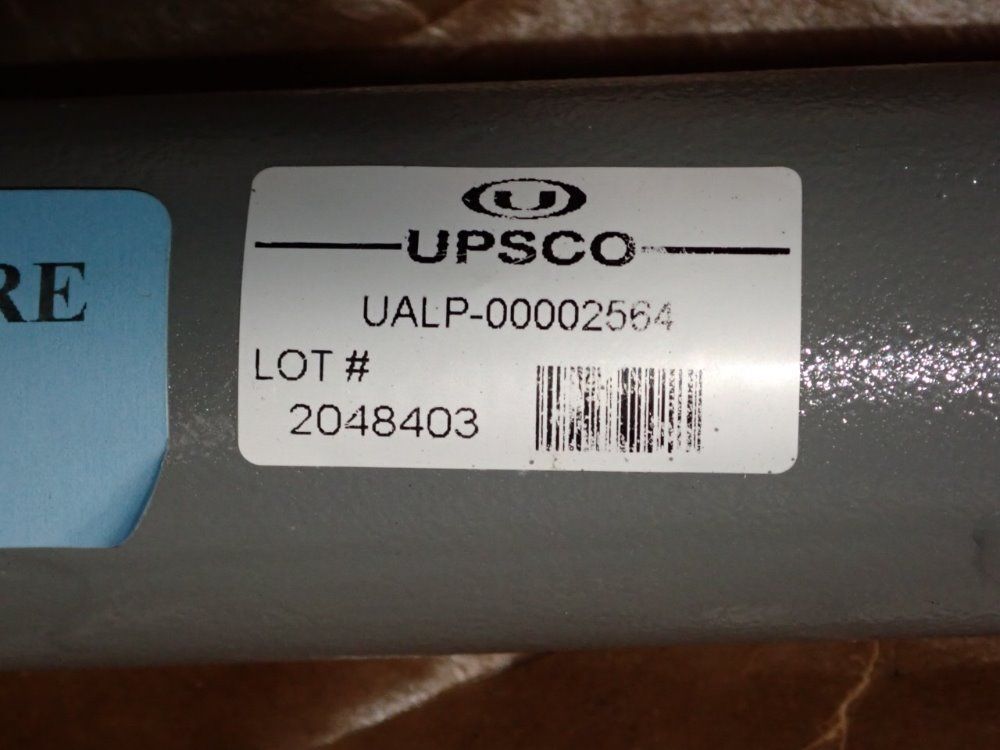 RE
U
UPSCO
UALP-00002564
LOT #
2048403